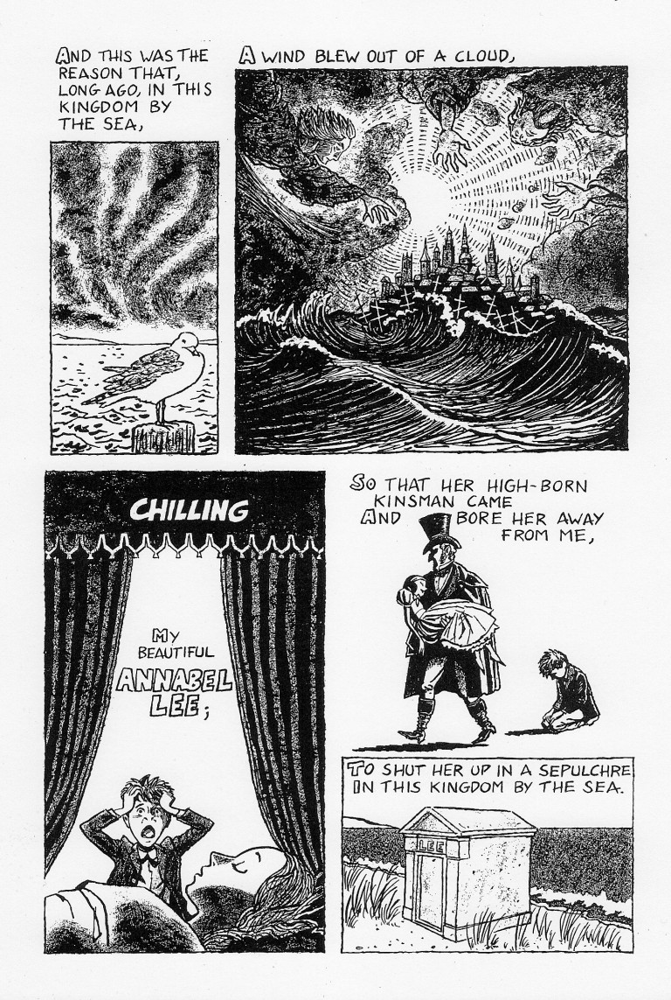 AND THIS WAS THE
REASON THAT,
LONG AGO, IN THIS
KINGDOM BY
THE SEA,
A WIND BLEW OUT OF A CLOUD,
CHILLING
MY
BEAUTIFUL
ANNABEL
LEE;
SO THAT HER HIGH-BORN
KINSMAN CAME
AND BORE HER AWAY
FROM ME,
TO SHUT HER UP IN A SEPULCHRE
IN THIS KINGDOM BY THE SEA.
LEE